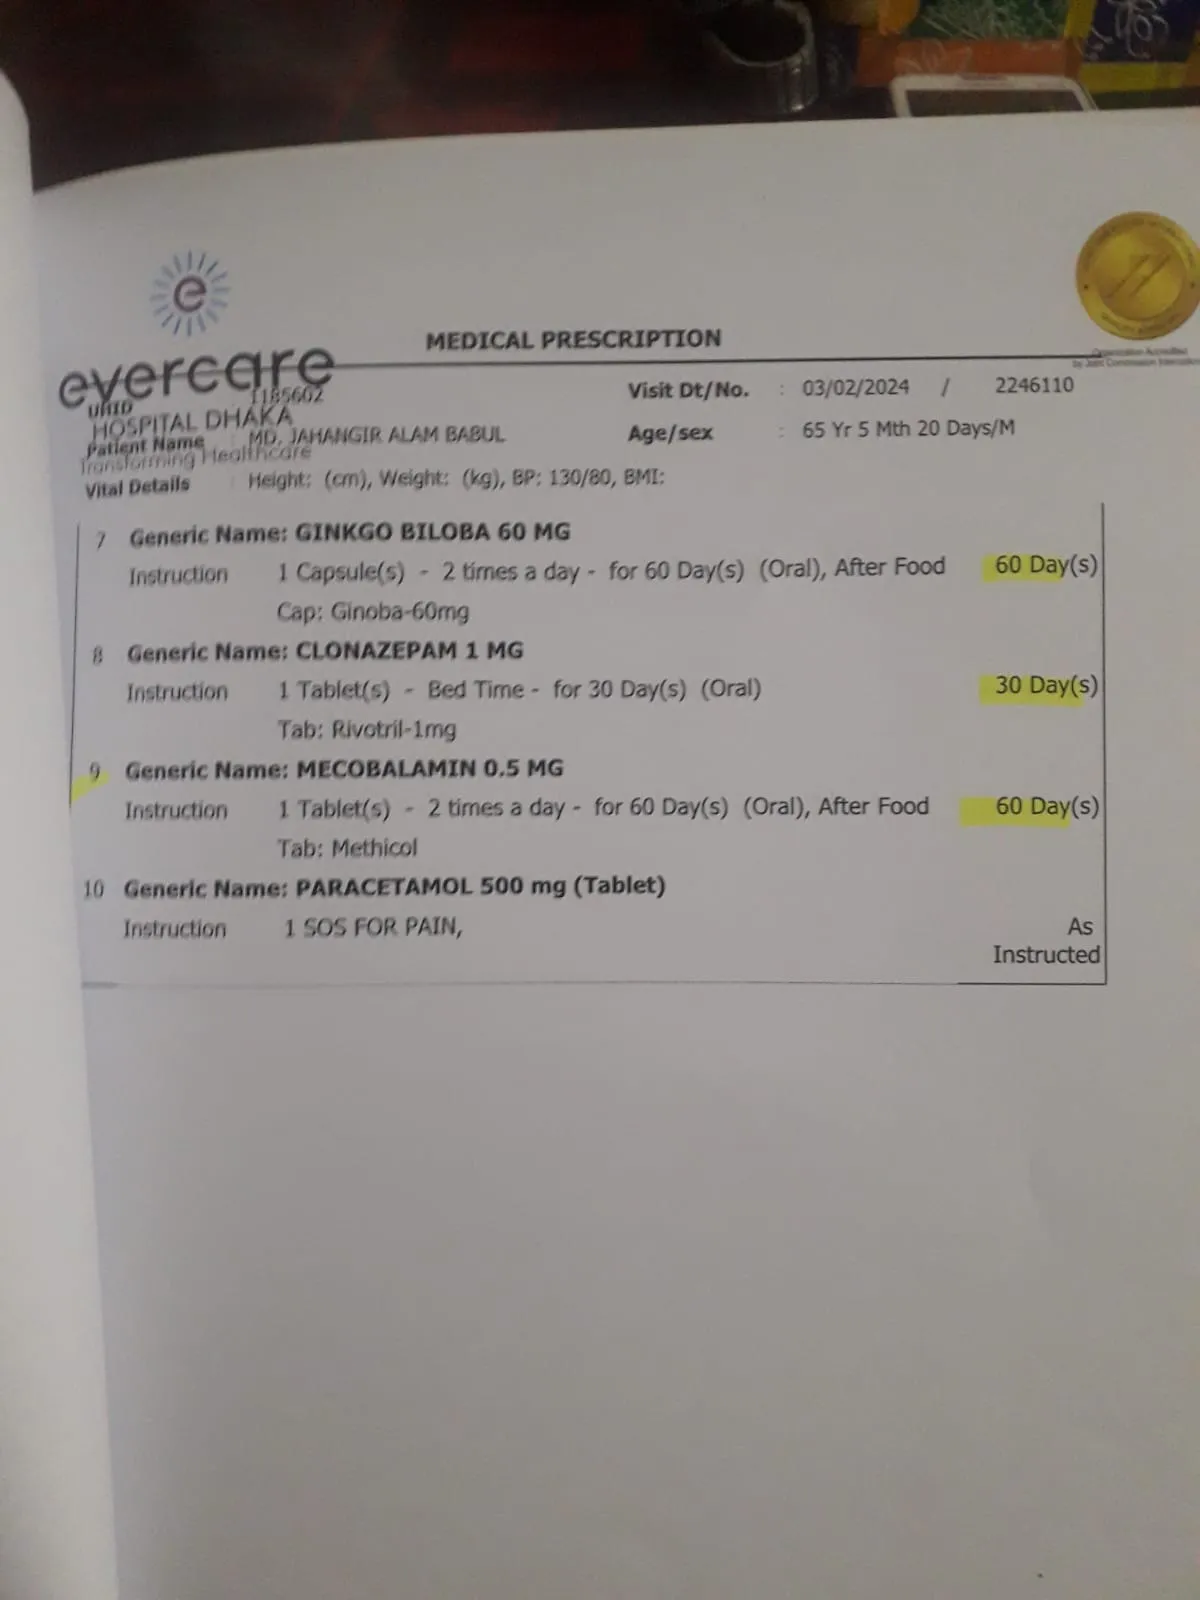 e
MEDICAL PRESCRIPTION
evercare
UHID 1185602
HOSPITAL DHAKA
Visit Dt/No. : 03/02/2024 / 2246110
Patient Name : MD. JAHANGIR ALAM BABUL
Age/sex : 65 Yr 5 Mth 20 Days/M
Transforming Healthcare
Vital Details : Height: (cm), Weight: (kg), BP: 130/80, BMI:
7 Generic Name: GINKGO BILOBA 60 MG
Instruction 1 Capsule(s) - 2 times a day - for 60 Day(s) (Oral), After Food 60 Day(s)
Cap: Ginoba-60mg
8 Generic Name: CLONAZEPAM 1 MG
Instruction 1 Tablet(s) - Bed Time - for 30 Day(s) (Oral) 30 Day(s)
Tab: Rivotril-1mg
9 Generic Name: MECOBALAMIN 0.5 MG
Instruction 1 Tablet(s) - 2 times a day - for 60 Day(s) (Oral), After Food 60 Day(s)
Tab: Methicol
10 Generic Name: PARACETAMOL 500 mg (Tablet)
Instruction 1 SOS FOR PAIN, As
Instructed
Organization Accredited
by Joint Commission International